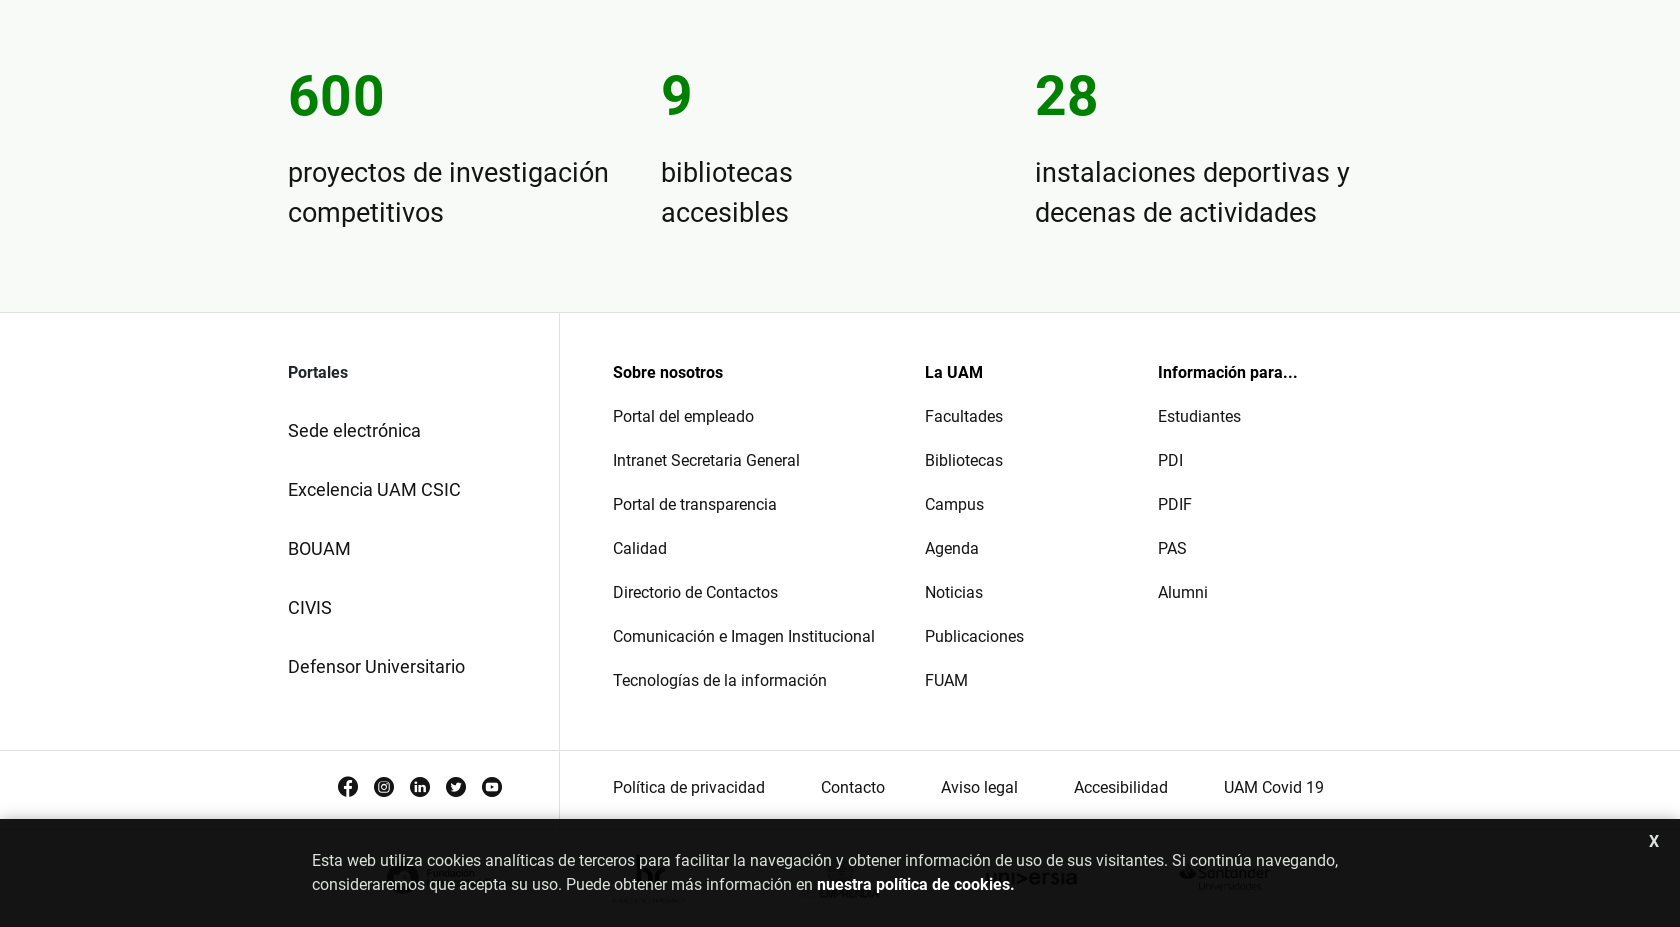 600
proyectos de investigación
competitivos
9
bibliotecas
accesibles
28
instalaciones deportivas y
decenas de actividades
Portales
Sede electrónica
Excelencia UAM CSIC
BOUAM
CIVIS
Defensor Universitario
Sobre nosotros
Portal del empleado
Intranet Secretaria General
Portal de transparencia
Calidad
Directorio de Contactos
Comunicación e Imagen Institucional
Tecnologías de la información
La UAM
Facultades
Bibliotecas
Campus
Agenda
Noticias
Publicaciones
FUAM
Información para...
Estudiantes
PDI
PDIF
PAS
Alumni
Política de privacidad
Contacto
Aviso legal
Accesibilidad
UAM Covid 19
X
Esta web utiliza cookies analíticas de terceros para facilitar la navegación y obtener información de uso de sus visitantes. Si continúa navegando,
consideraremos que acepta su uso. Puede obtener más información en nuestra política de cookies.
Fundación
Santander
Universidades